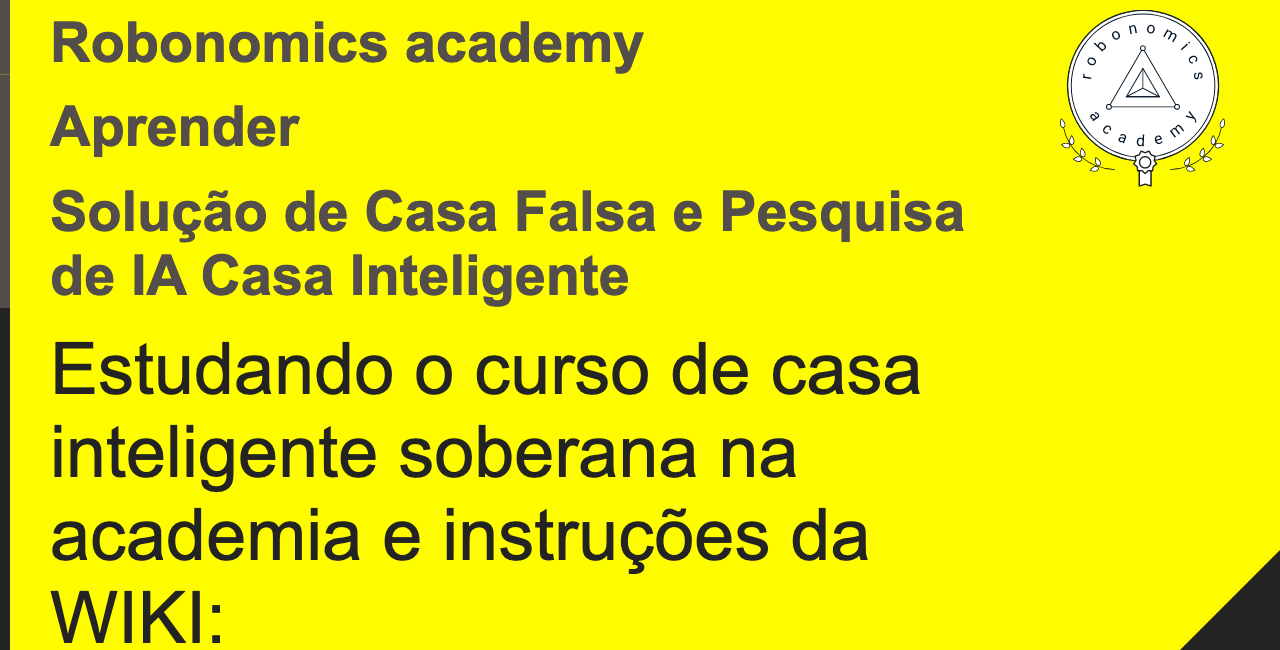 Robonomics academy
Aprender
Solução de Casa Falsa e Pesquisa
de IA Casa Inteligente
Estudando o curso de casa
inteligente soberana na
academia e instruções da
WIKI:
robonomics
academy